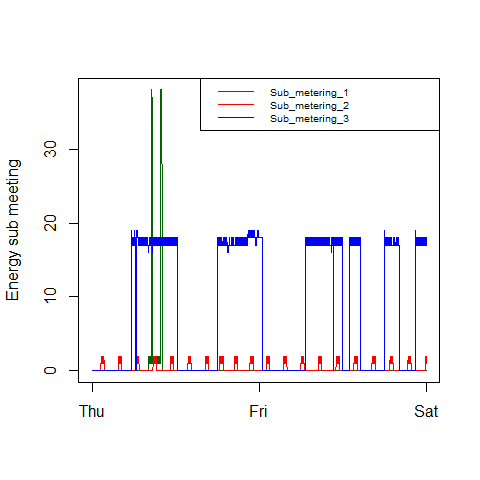 Sub_metering_1
Sub_metering_2
Sub_metering_3
Energy sub meeting
30
20
10
0
Thu Fri Sat